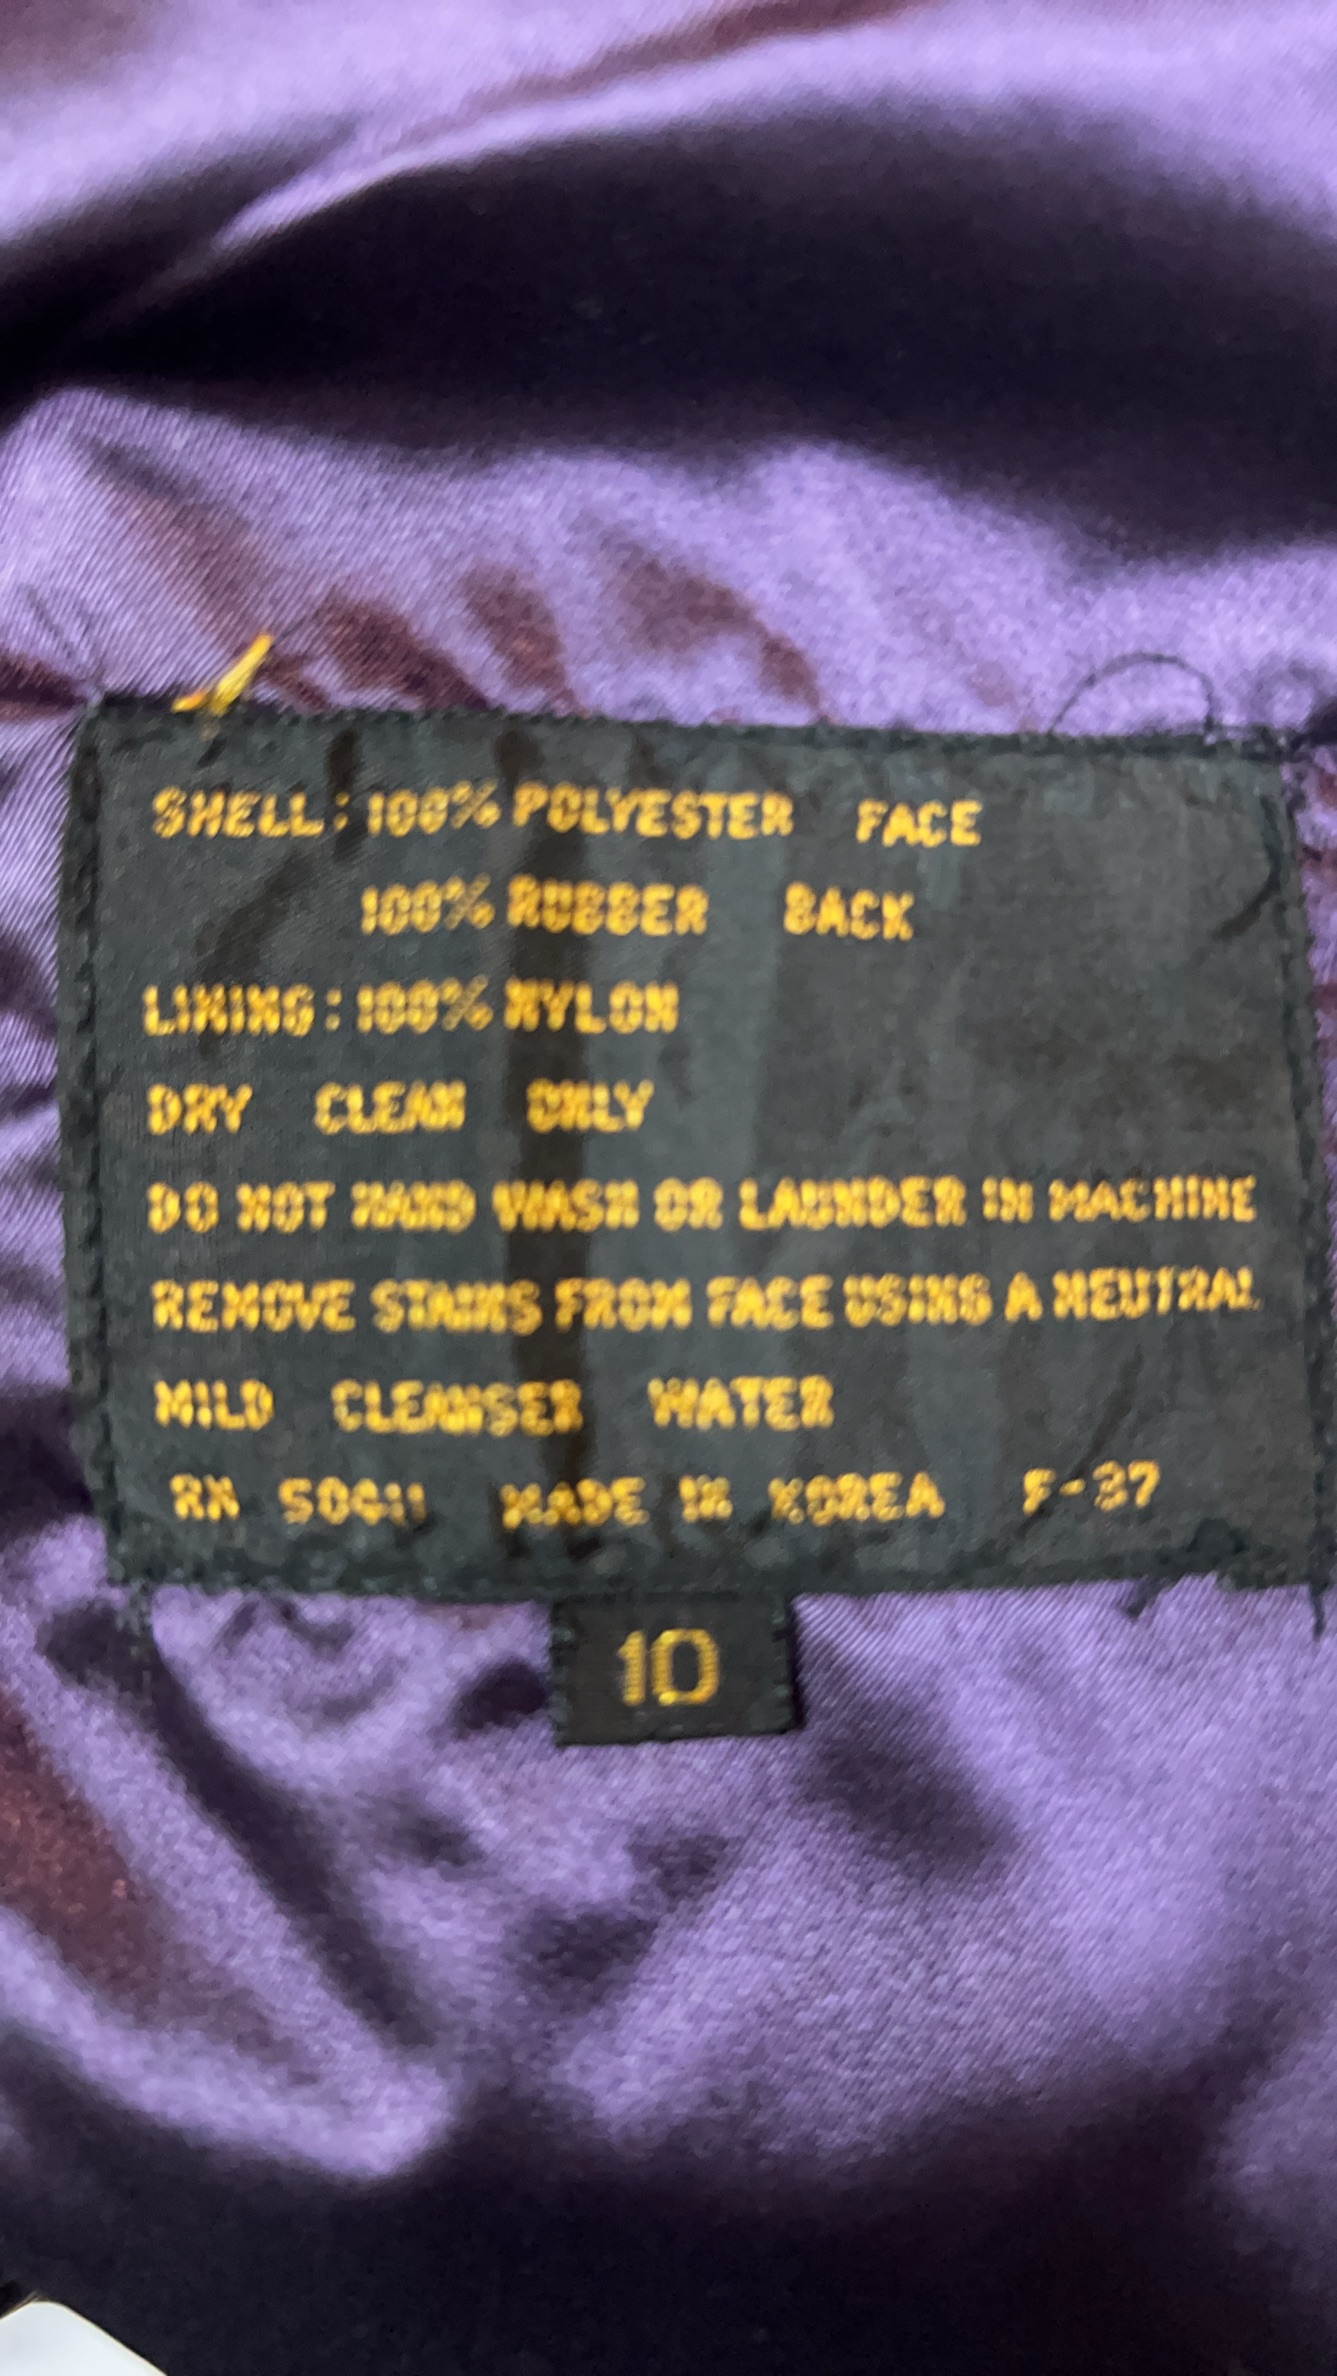 SHELL: 100% POLYESTER FACE
100% RUBBER BACK
LINING: 100% NYLON
DRY CLEAN ONLY
DO NOT HAND WASH OR LAUNDER IN MACHINE
REMOVE STAINS FROM FACE USING A NEUTRAL
MILD CLEANSER WATER
RN MADE IN KOREA
10